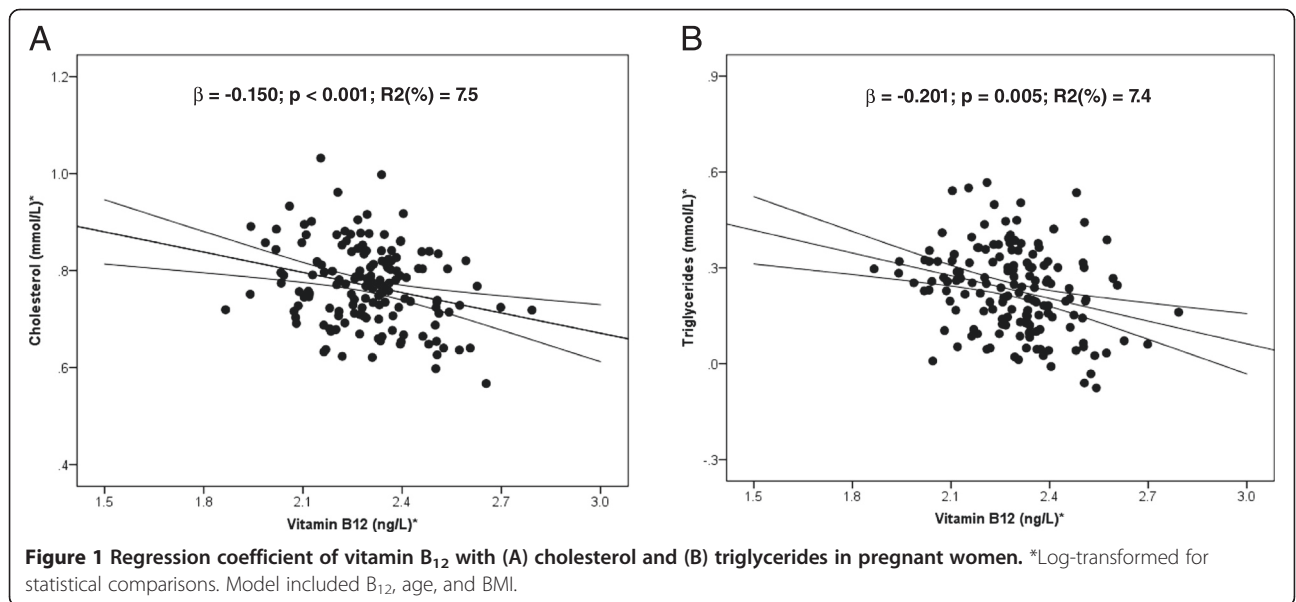 A
β = -0.150; p < 0.001; R2(%) = 7.5
Cholesterol (mmol/L)*
1.2
1.0
.8
.6
.4
1.5 1.8 2.1 2.4 2.7 3.0
Vitamin B12 (ng/L)*
B
β = -0.201; p = 0.005; R2(%) = 7.4
Triglycerides (mmol/L)*
.9
.6
.3
.0
-.3
1.5 1.8 2.1 2.4 2.7 3.0
Vitamin B12 (ng/L)*
Figure 1 Regression coefficient of vitamin B₁₂ with (A) cholesterol and (B) triglycerides in pregnant women. *Log-transformed for
statistical comparisons. Model included B₁₂, age, and BMI.